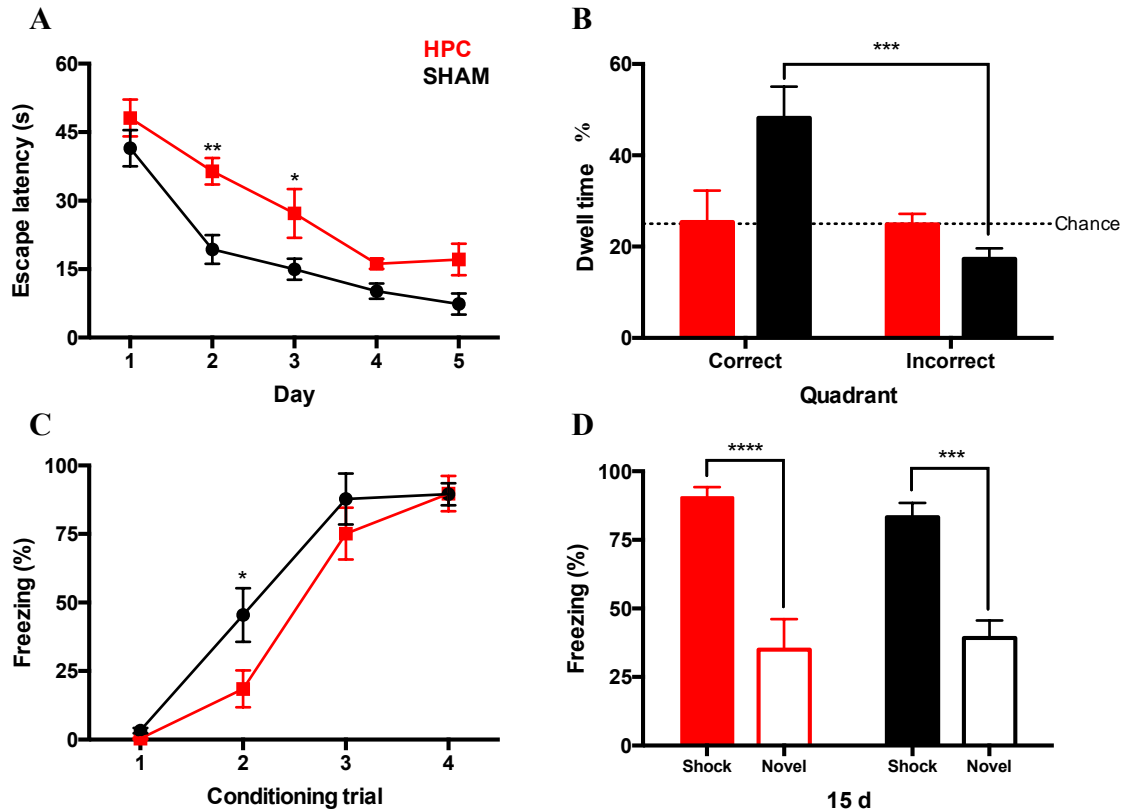 A
HPC
SHAM
60
45
30
15
0
Escape latency (s)
**
*
1 2 3 4 5
Day
B
***
60
40
20
0
Dwell time %
Chance
Correct Incorrect
Quadrant
C
100
75
50
25
0
Freezing (%)
*
1 2 3 4
Conditioning trial
D
100
75
50
25
0
Freezing (%)
**** ***
Shock Novel Shock Novel
15 d